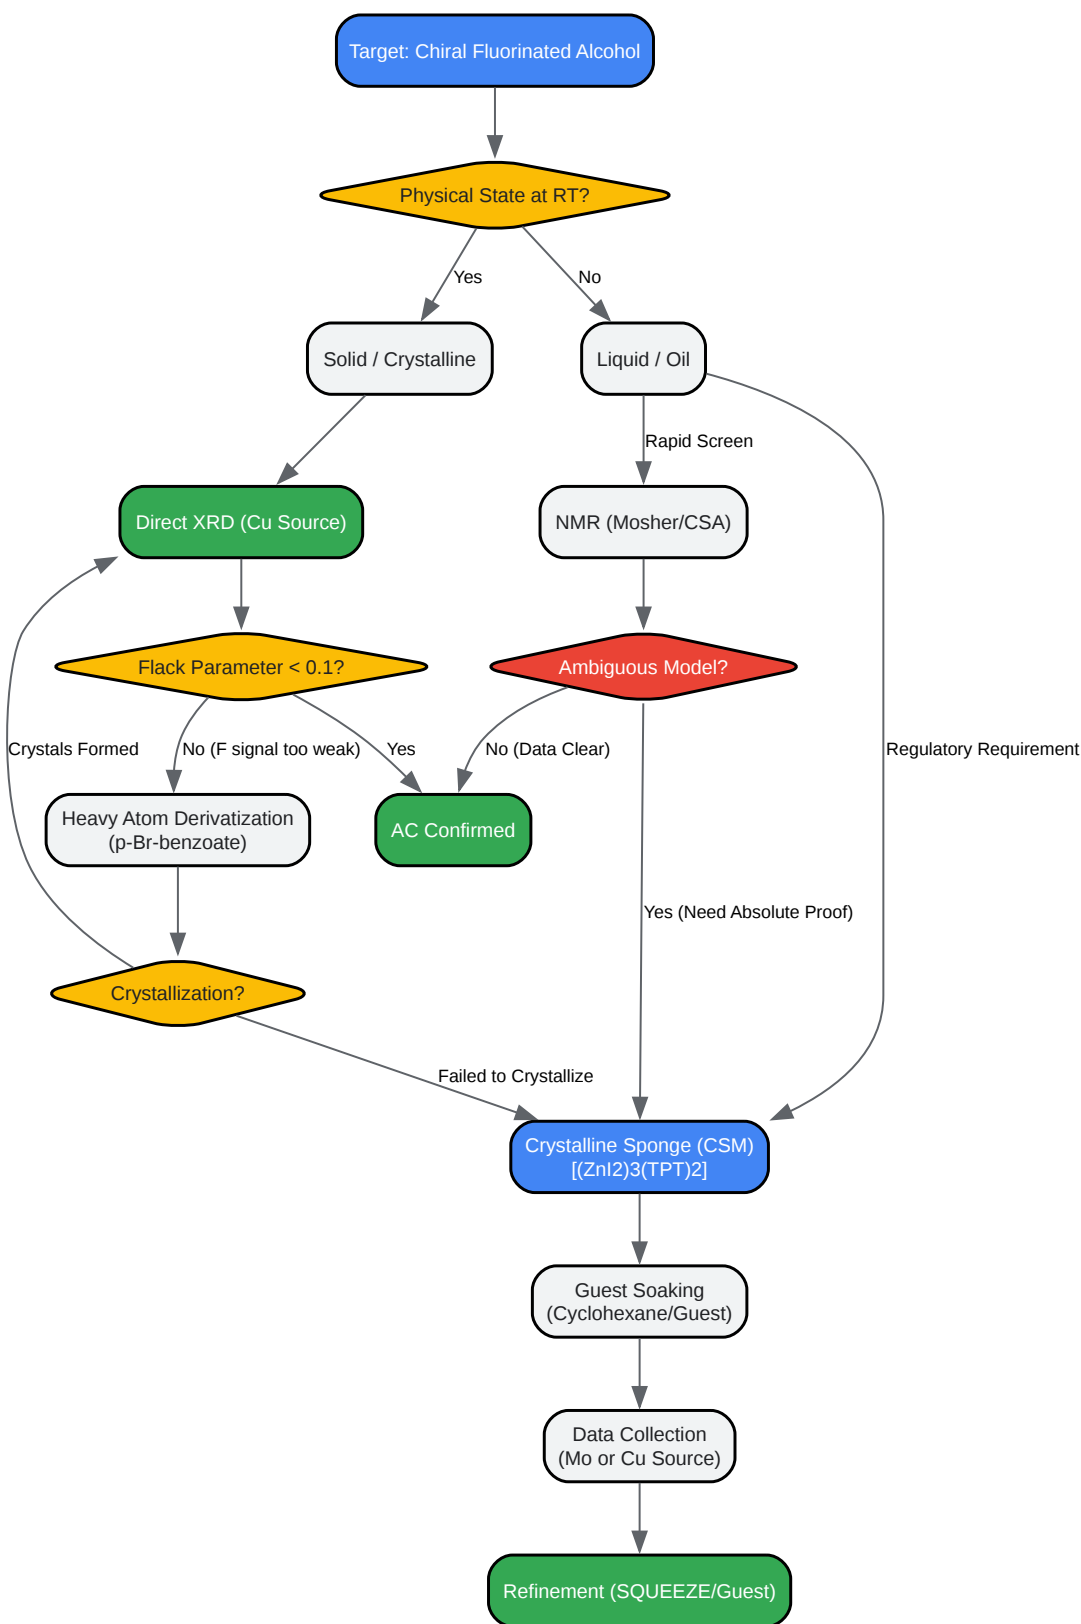 Target: Chiral Fluorinated Alcohol
Physical State at RT?
Yes
No
Solid / Crystalline
Liquid / Oil
Rapid Screen
Direct XRD (Cu Source)
NMR (Mosher/CSA)
Flack Parameter < 0.1?
Ambiguous Model?
Crystals Formed
No (F signal too weak)
Yes
No (Data Clear)
Regulatory Requirement
Heavy Atom Derivatization
(p-Br-benzoate)
AC Confirmed
Yes (Need Absolute Proof)
Crystallization?
Failed to Crystallize
Crystalline Sponge (CSM)
[(ZnI2)3(TPT)2]
Guest Soaking
(Cyclohexane/Guest)
Data Collection
(Mo or Cu Source)
Refinement (SQUEEZE/Guest)